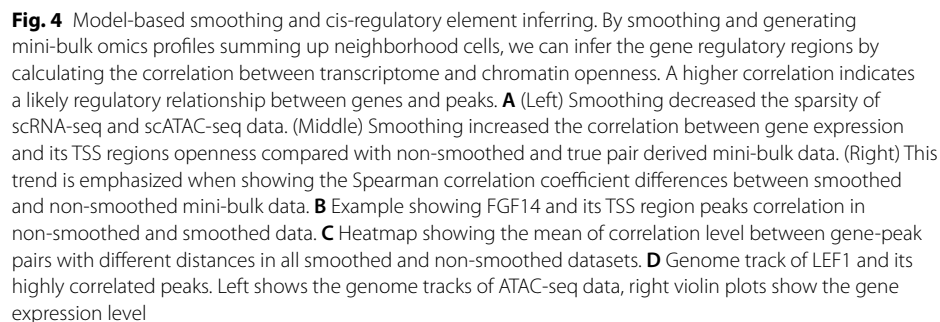 Fig. 4 Model-based smoothing and cis-regulatory element inferring. By smoothing and generating
mini-bulk omics profiles summing up neighborhood cells, we can infer the gene regulatory regions by
calculating the correlation between transcriptome and chromatin openness. A higher correlation indicates
a likely regulatory relationship between genes and peaks. A (Left) Smoothing decreased the sparsity of
scRNA-seq and scATAC-seq data. (Middle) Smoothing increased the correlation between gene expression
and its TSS regions openness compared with non-smoothed and true pair derived mini-bulk data. (Right) This
trend is emphasized when showing the Spearman correlation coefficient differences between smoothed
and non-smoothed mini-bulk data. B Example showing FGF14 and its TSS region peaks correlation in
non-smoothed and smoothed data. C Heatmap showing the mean of correlation level between gene-peak
pairs with different distances in all smoothed and non-smoothed datasets. D Genome track of LEF1 and its
highly correlated peaks. Left shows the genome tracks of ATAC-seq data, right violin plots show the gene
expression level